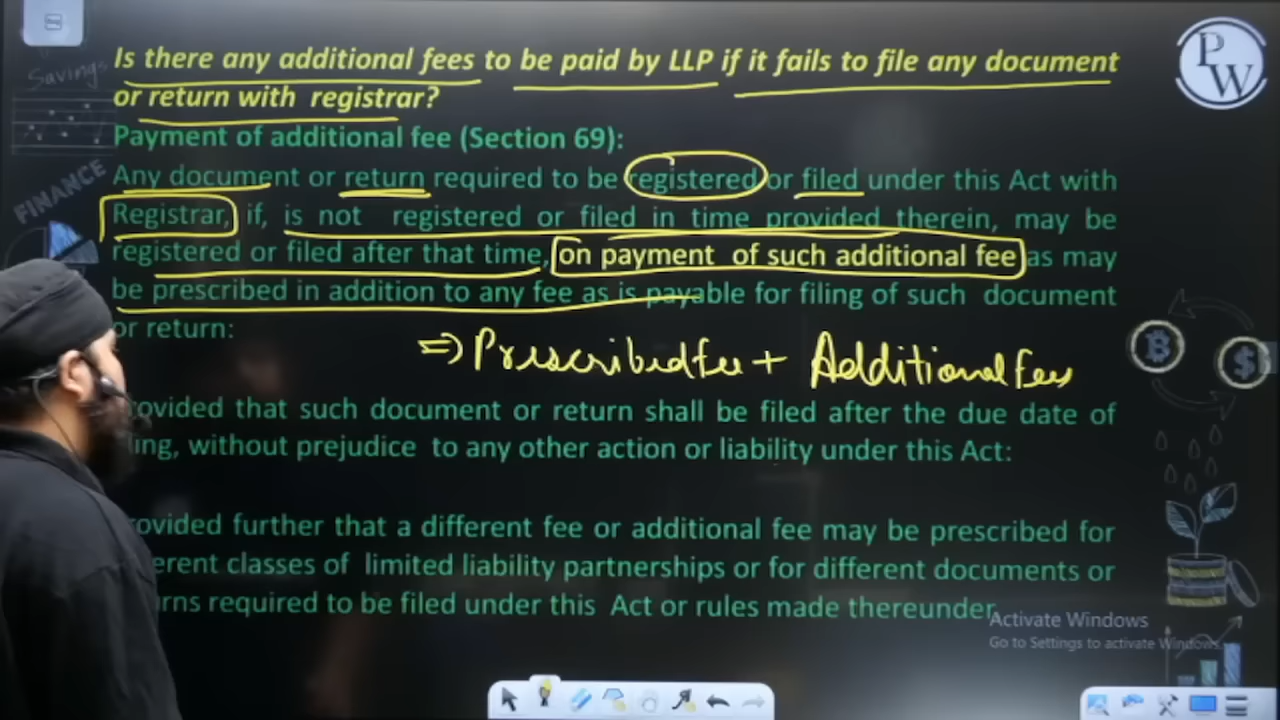 Savings
Is there any additional fees to be paid by LLP if it fails to file any document
or return with registrar?
PW
Payment of additional fee (Section 69):
FINANCE
Any document or return required to be registered or filed under this Act with
Registrar, if, is not registered or filed in time provided therein, may be
registered or filed after that time, on payment of such additional fee as may
be prescribed in addition to any fee as is payable for filing of such document
or return:
⇒ Prescribed fee + Additional fees
rovided that such document or return shall be filed after the due date of
ling, without prejudice to any other action or liability under this Act:
rovided further that a different fee or additional fee may be prescribed for
erent classes of limited liability partnerships or for different documents or
rns required to be filed under this Act or rules made thereunder.
Activate Windows
Go to Settings to activate Windows.